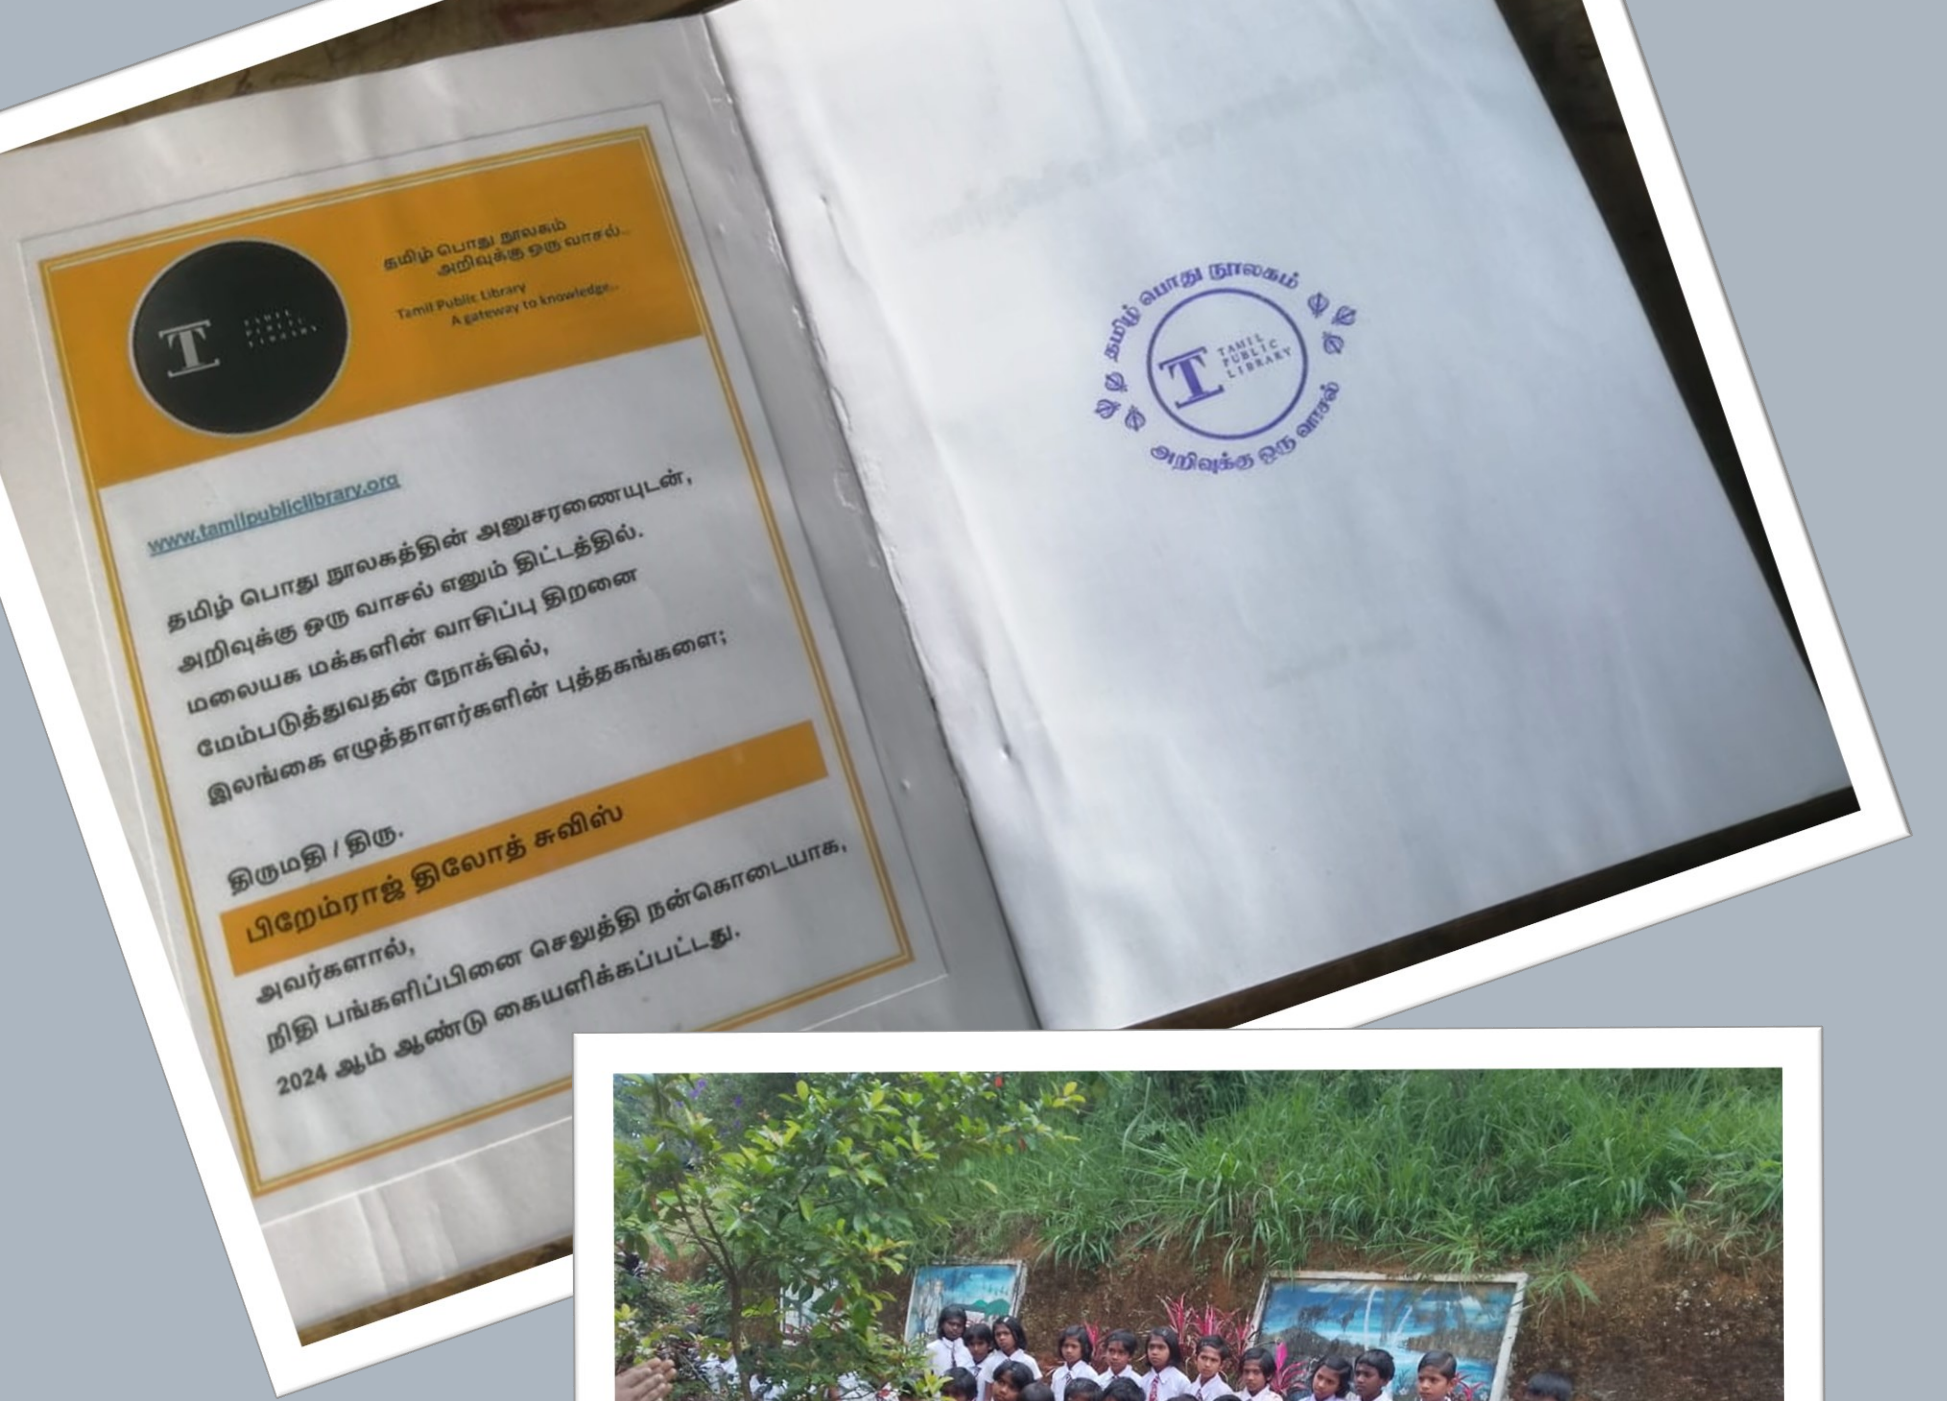 தமிழ் பொது நூலகம்
அறிவுக்கு ஒரு வாசல்..
Tamil Public Library
A gateway to knowledge..
T
TAMIL
PUBLIC
LIBRARY
www.tamilpubliclibrary.org
தமிழ் பொது நூலகத்தின் அனுசரணையுடன்,
அறிவுக்கு ஒரு வாசல் எனும் திட்டத்தில்.
மலையக மக்களின் வாசிப்பு திறனை
மேம்படுத்துவதன் நோக்கில்,
இலங்கை எழுத்தாளர்களின் புத்தகங்களை;
திருமதி / திரு.
பிறேம்ராஜ் திலோத் சுவிஸ்
அவர்களால்,
நிதி பங்களிப்பினை செலுத்தி நன்கொடையாக,
2024 ஆம் ஆண்டு கையளிக்கப்பட்டது.
தமிழ் பொது நூலகம்
T
TAMIL
PUBLIC
LIBRARY
அறிவுக்கு ஒரு வாசல்